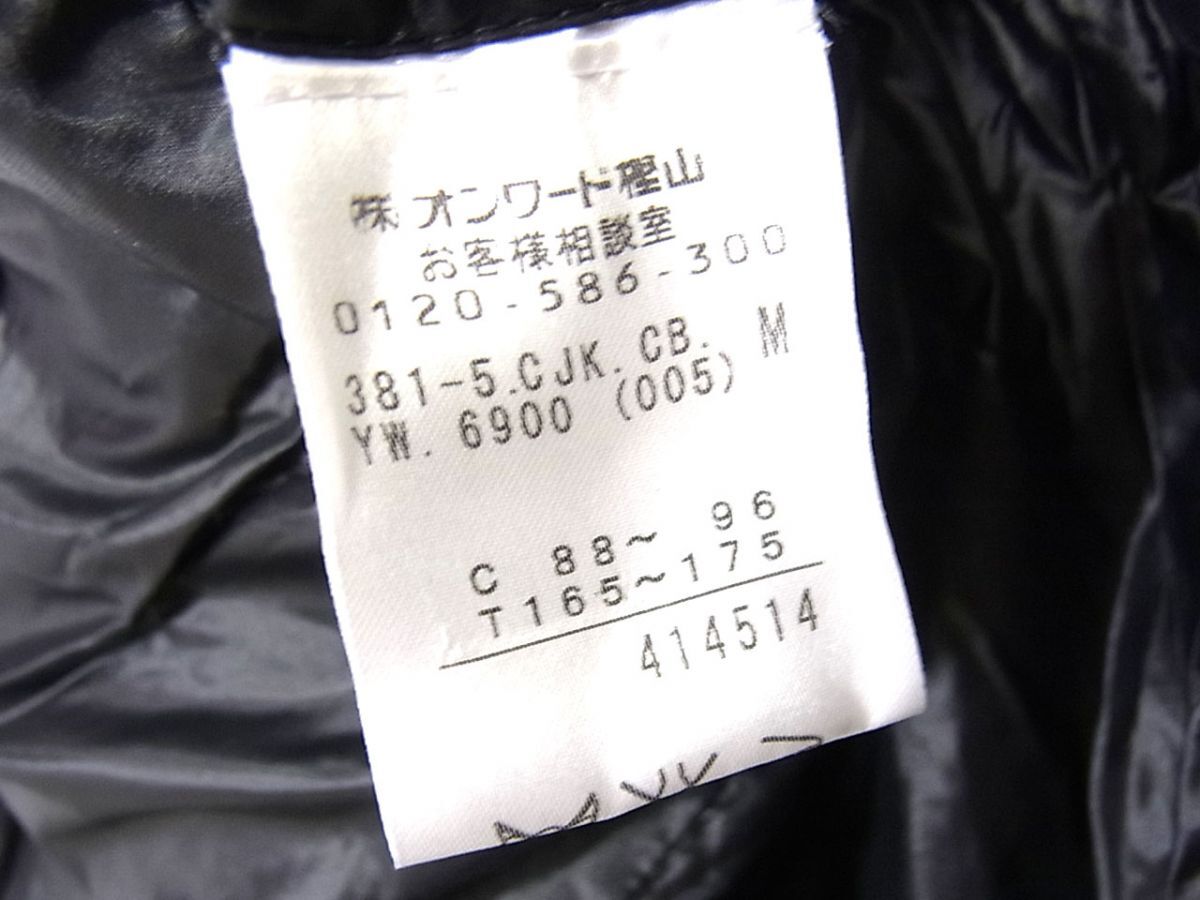 ㈱オンワード樫山
お客様相談室
0120-586-300
381-5.CJK.CB. M
YW. 6900 (005)
C 88~ 96
T165~175
414514